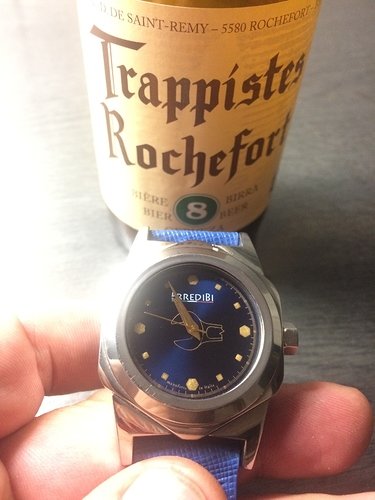 DE SAINT-REMY – 5580 ROCHEFORT
Trappistes
Rochefort
BIÈRE BIRRA
8
BIER BEER
ERREDIBI